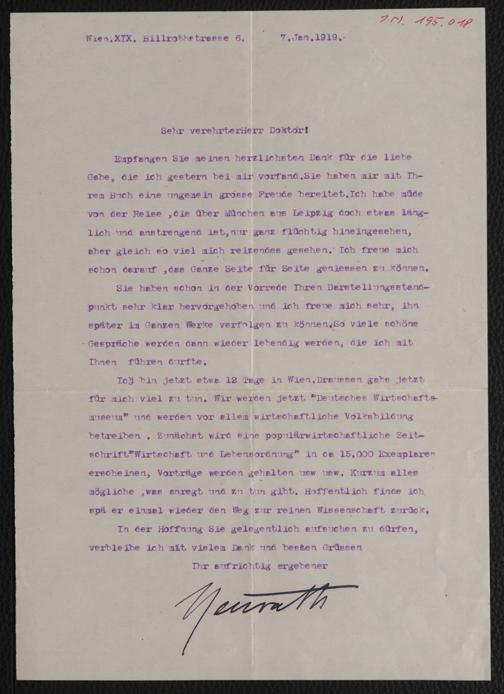 J.N. 195.018
Wien.XIX. Billrothstrasse 6. 7.Jan.1919.
Sehr verehrterHerr Doktor!
Empfangen Sie meinen herzlichsten Dank für die liebe
Gabe, die ich gestern bei mir vorfand.Sie haben mir mit Ih-
rem Buch eine ungemein grosse Freude bereitet.Ich habe müde
von der Reise ,die über München aus Leipzig doch etwas läng-
lich und anstrengend ist,nur ganz flüchtig hineingesehen,
aber gleich so viel mich reizendes gesehen. Ich freue mich
schon darauf ,das Ganze Seite für Seite geniessen zu können.
Sie haben schon in der Vorrede Ihren Darstellungsstand-
punkt sehr klar hervorgehoben und ich freue mich sehr, ihn
später im Ganzen Werke verfolgen zu können.So viele schöne
Gespräche werden dann wieder lebendig werden, die ich mit
Ihnen führen durfte.
Ich bin jetzt etwa 12 Tage in Wien.Draussen gabs jetzt
für mich viel zu tun. Wir werden jetzt "Deutsches Wirtschafts-
museum" und werden vor allem wirtschaftliche Volksbildung
betreiben . Zunächst wird eine populärwirtschaftliche Zeit-
schrift"Wirtschaft und Lebensordnung" in ca 15.000 Exemplaren
erscheinen, Vorträge werden gehalten usw usw. Kurzum alles
mögliche ,was anregt und zu tun gibt. Hoffentlich finde ich
spä er einmal wieder den Weg zur reinen Wissenschaft zurück.
In der Hoffnung Sie gelegentlich aufsuchen zu dürfen,
verbleibe ich mit vielem Dank und besten Grüssen
Ihr aufrichtig ergebener
Neurath